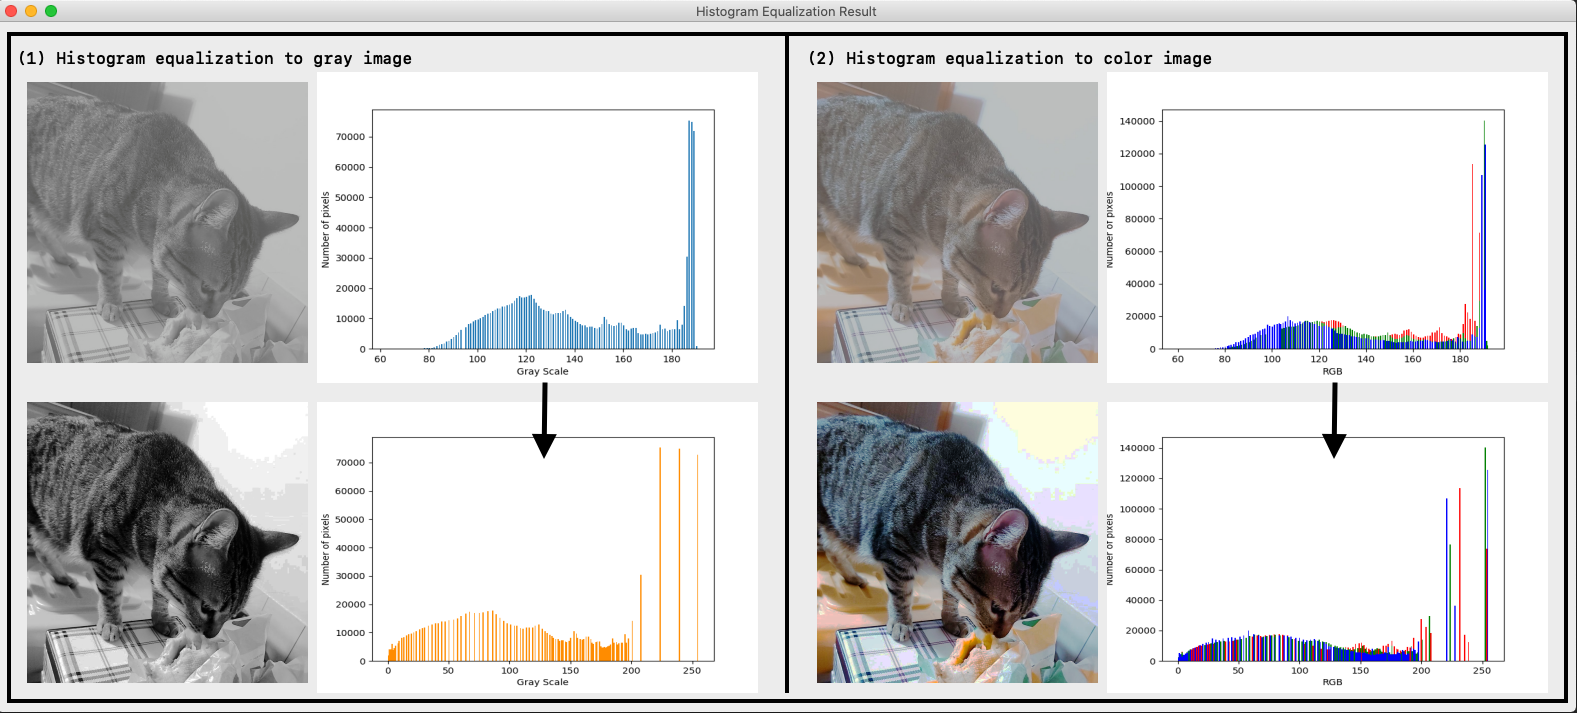 Histogram Equalization Result
(1) Histogram equalization to gray image
Number of pixels
70000
60000
50000
40000
30000
20000
10000
0
60 80 100 120 140 160 180
Gray Scale
Number of pixels
70000
60000
50000
40000
30000
20000
10000
0
0 50 100 150 200 250
Gray Scale
(2) Histogram equalization to color image
Number of pixels
140000
120000
100000
80000
60000
40000
20000
0
60 80 100 120 140 160 180
RGB
Number of pixels
140000
120000
100000
80000
60000
40000
20000
0
0 50 100 150 200 250
RGB